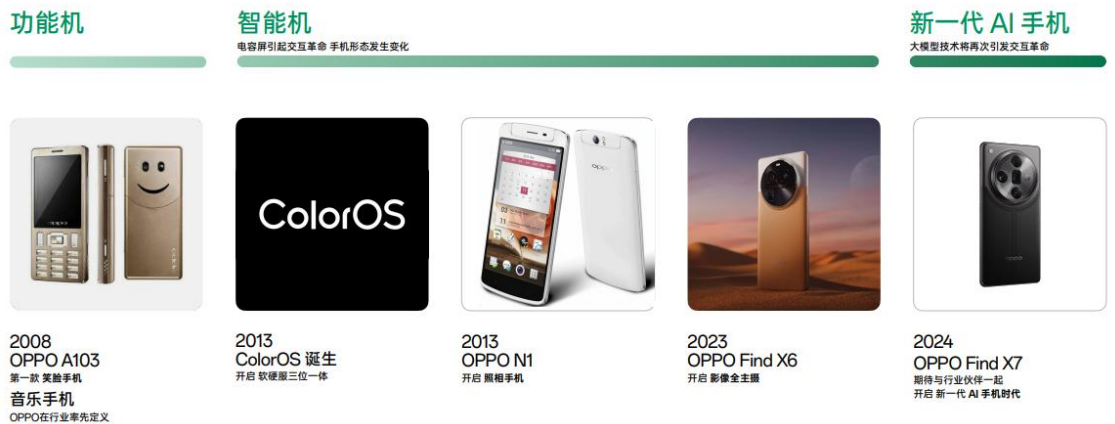 功能机
智能机
电容屏引起交互革命 手机形态发生变化
新一代 AI 手机
大模型技术将再次引发交互革命
ColorOS
oppo
2008
OPPO A103
第一款 笑脸手机
音乐手机
OPPO在行业率先定义
2013
ColorOS 诞生
开启 软硬服三位一体
2013
OPPO N1
开启 照相手机
2023
OPPO Find X6
开启 影像全主摄
2024
OPPO Find X7
期待与行业伙伴一起
开启 新一代 AI 手机时代